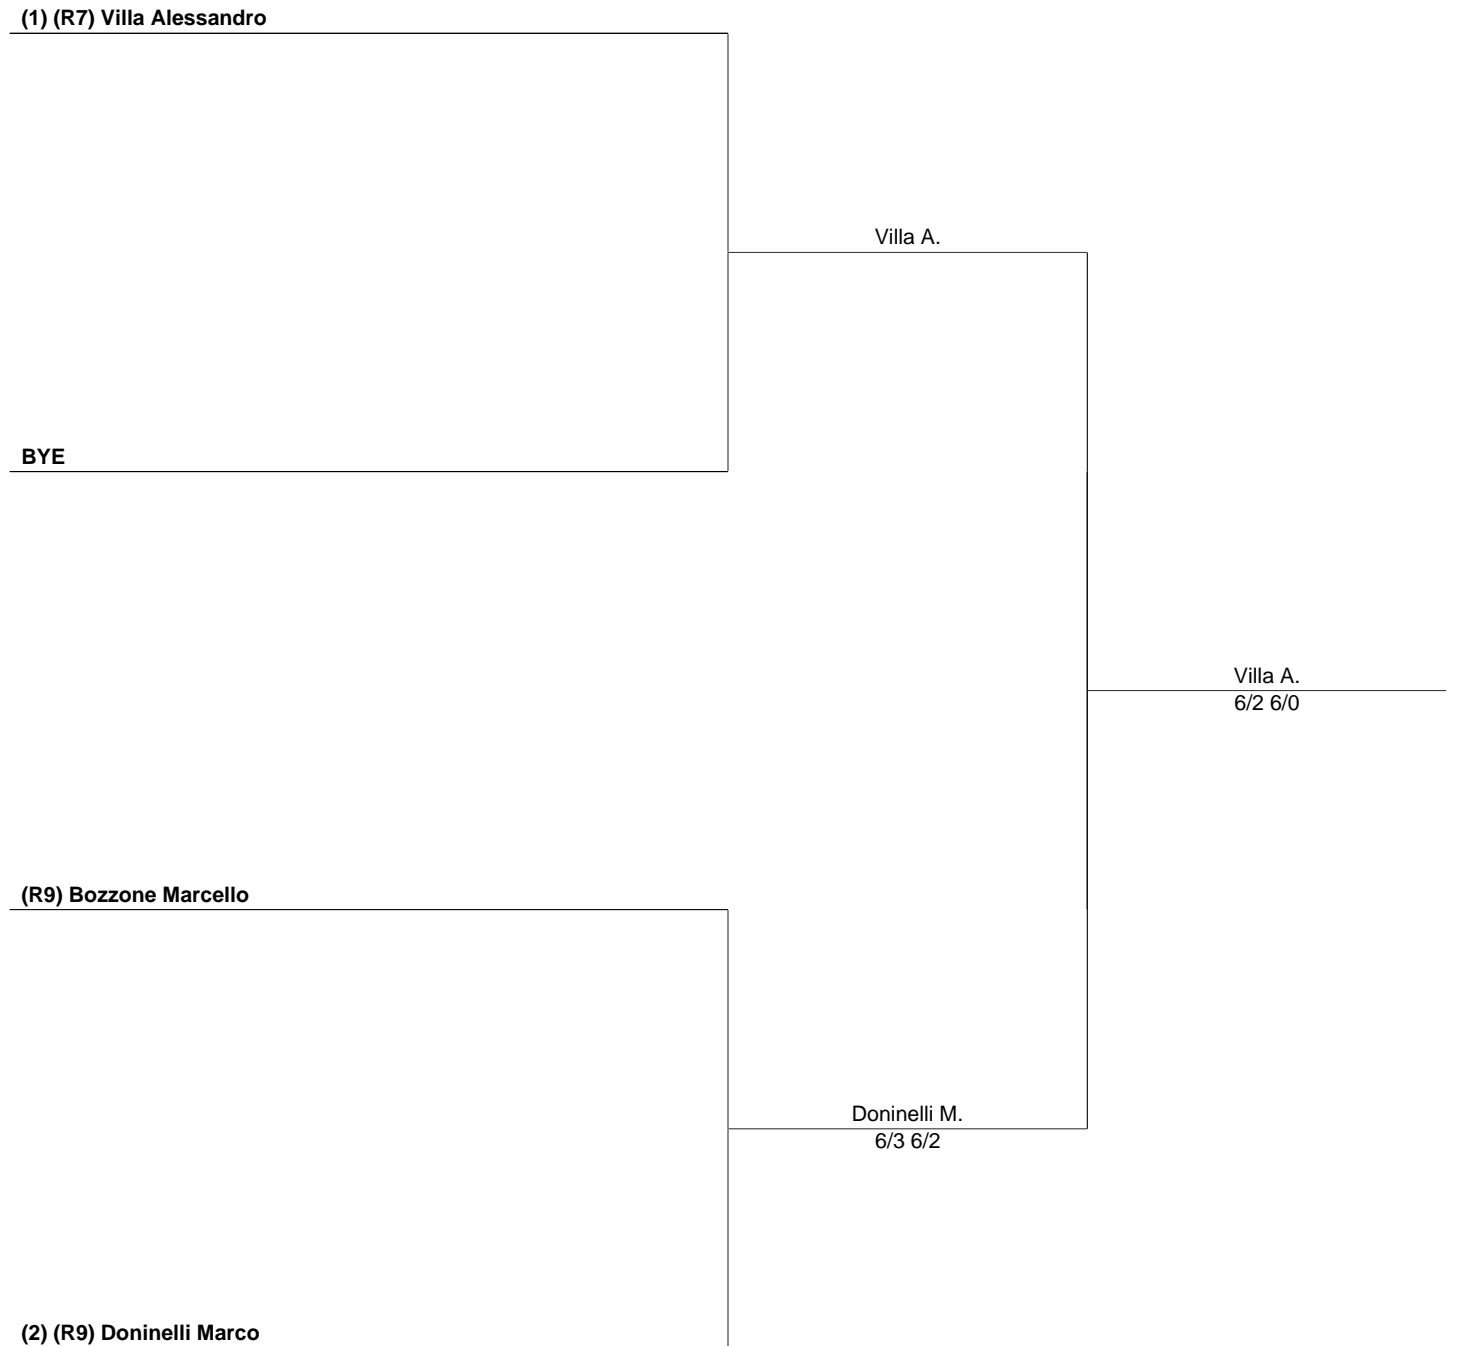 (1) (R7) Villa Alessandro
Villa A.
BYE
Villa A.
6/2 6/0
(R9) Bozzone Marcello
Doninelli M.
6/3 6/2
(2) (R9) Doninelli Marco